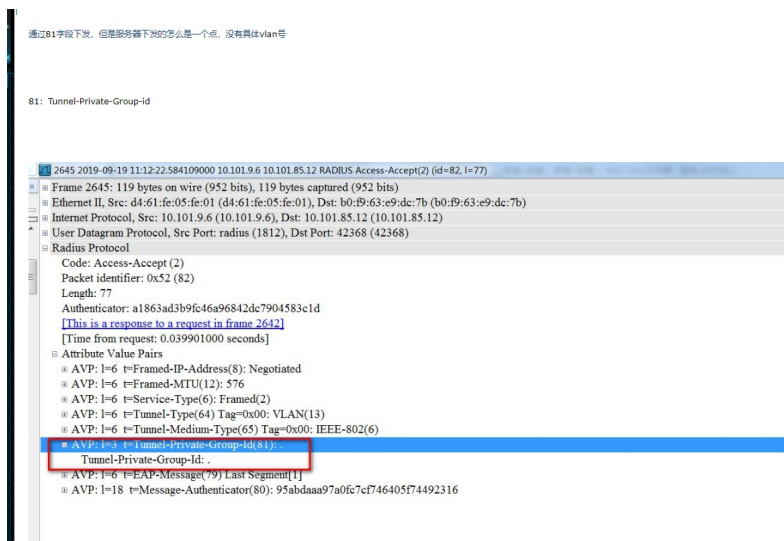 通过81字段下发，但是服务器下发的怎么是一个点，没有具体vlan号
81：Tunnel-Private-Group-id
2645 2019-09-19 11:12:22.584109000 10.101.9.6 10.101.85.12 RADIUS Access-Accept(2) (id=82, l=77)
Frame 2645: 119 bytes on wire (952 bits), 119 bytes captured (952 bits)
Ethernet II, Src: d4:61:fe:05:fe:01 (d4:61:fe:05:fe:01), Dst: b0:f9:63:e9:dc:7b (b0:f9:63:e9:dc:7b)
Internet Protocol, Src: 10.101.9.6 (10.101.9.6), Dst: 10.101.85.12 (10.101.85.12)
User Datagram Protocol, Src Port: radius (1812), Dst Port: 42368 (42368)
Radius Protocol
Code: Access-Accept (2)
Packet identifier: 0x52 (82)
Length: 77
Authenticator: a1863ad3b9fc46a96842dc7904583c1d
[This is a response to a request in frame 2642]
[Time from request: 0.039901000 seconds]
Attribute Value Pairs
AVP: l=6 t=Framed-IP-Address(8): Negotiated
AVP: l=6 t=Framed-MTU(12): 576
AVP: l=6 t=Service-Type(6): Framed(2)
AVP: l=6 t=Tunnel-Type(64) Tag=0x00: VLAN(13)
AVP: l=6 t=Tunnel-Medium-Type(65) Tag=0x00: IEEE-802(6)
AVP: l=3 t=Tunnel-Private-Group-Id(81): .
Tunnel-Private-Group-Id: .
AVP: l=6 t=EAP-Message(79) Last Segment[1]
AVP: l=18 t=Message-Authenticator(80): 95abdaaa97a0fc7cf746405f74492316